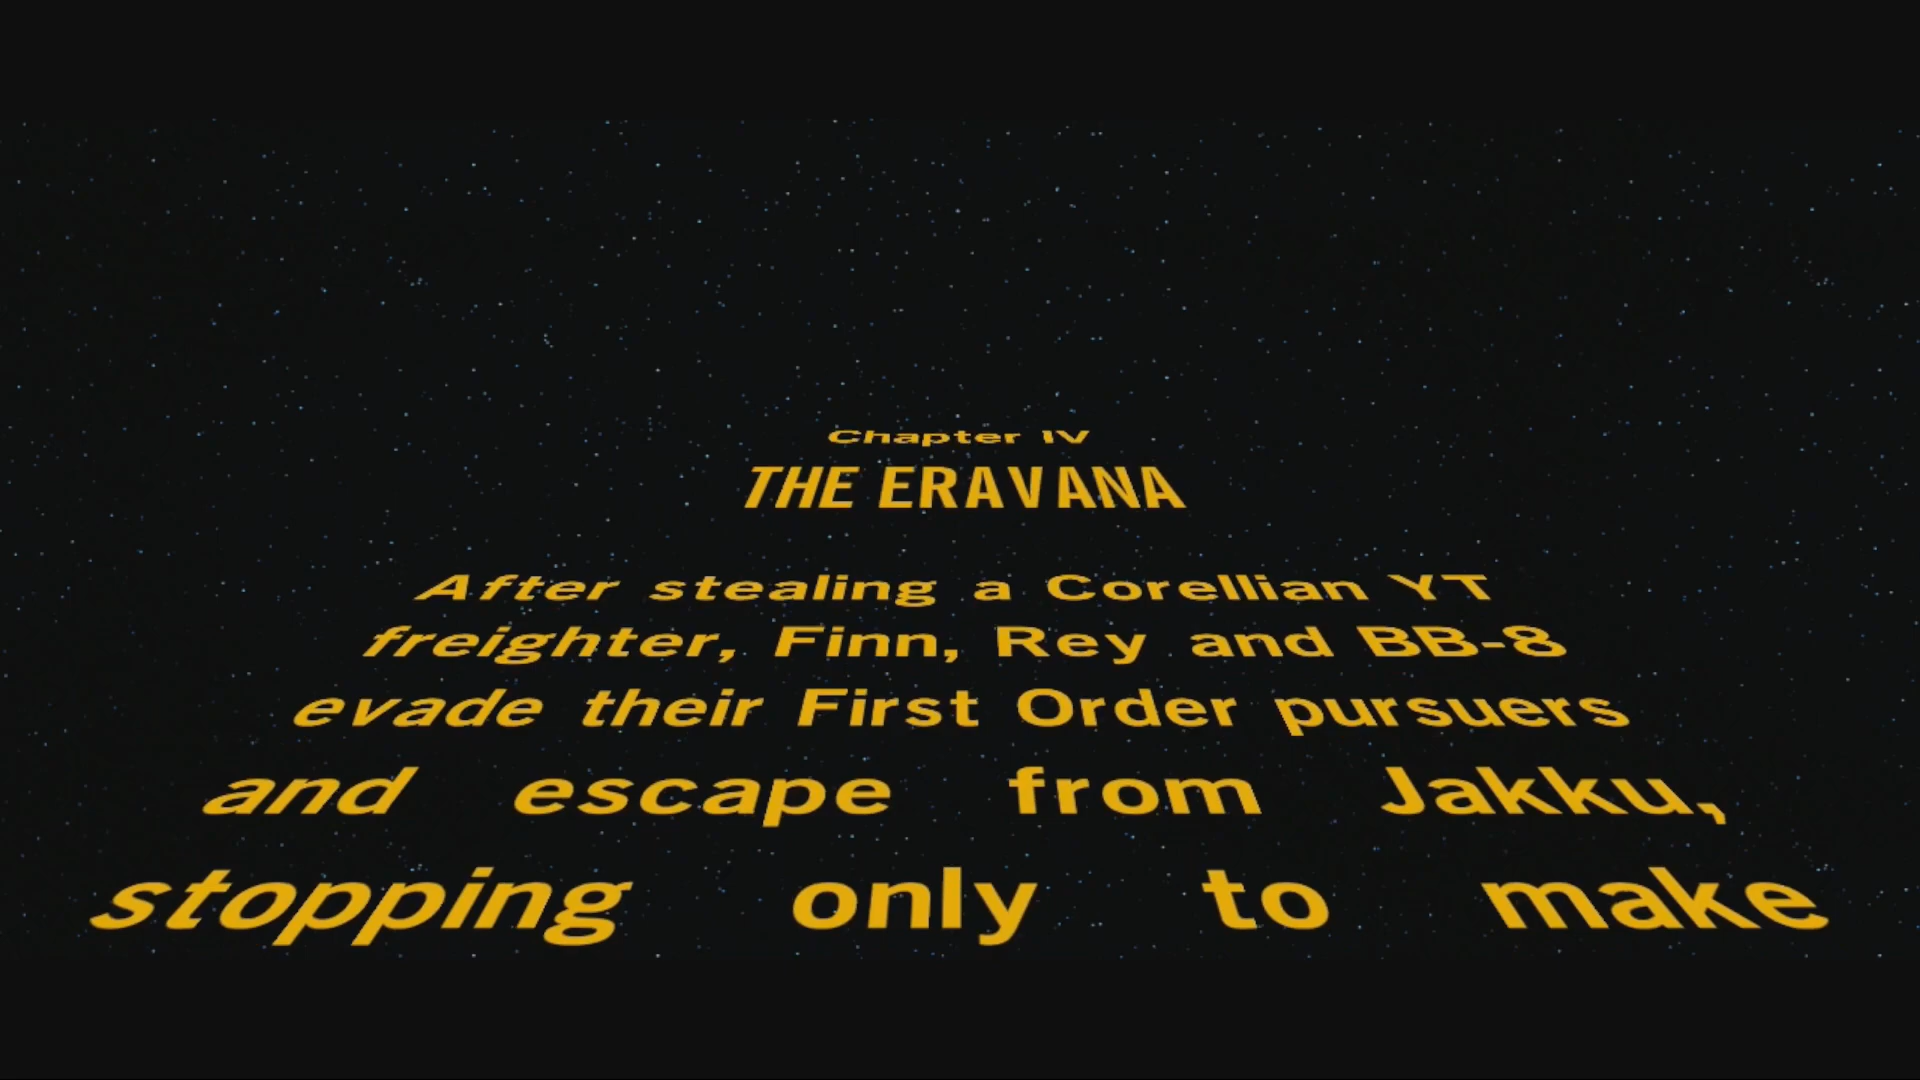 Chapter IV
THE ERAVANA
After stealing a Corellian YT
freighter, Finn, Rey and BB-8
evade their First Order pursuers
and escape from Jakku,
stopping only to make